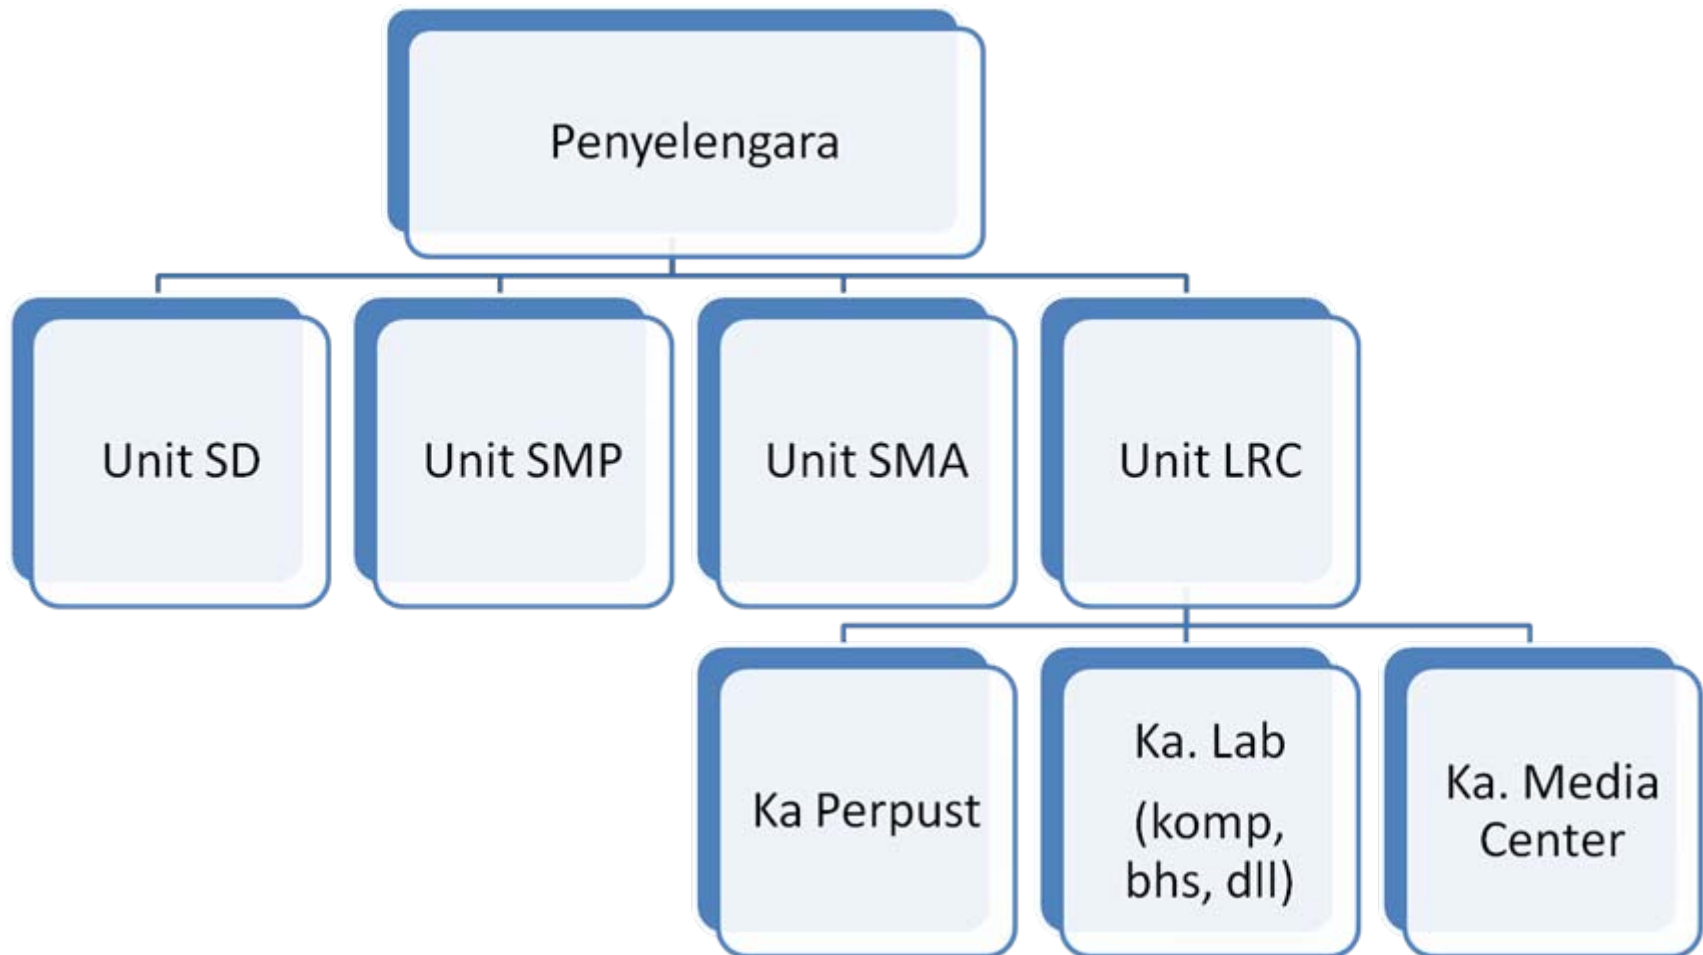 Penyelengara
Unit SD
Unit SMP
Unit SMA
Unit LRC
Ka Perpust
Ka. Lab
(komp,
bhs, dll)
Ka. Media
Center